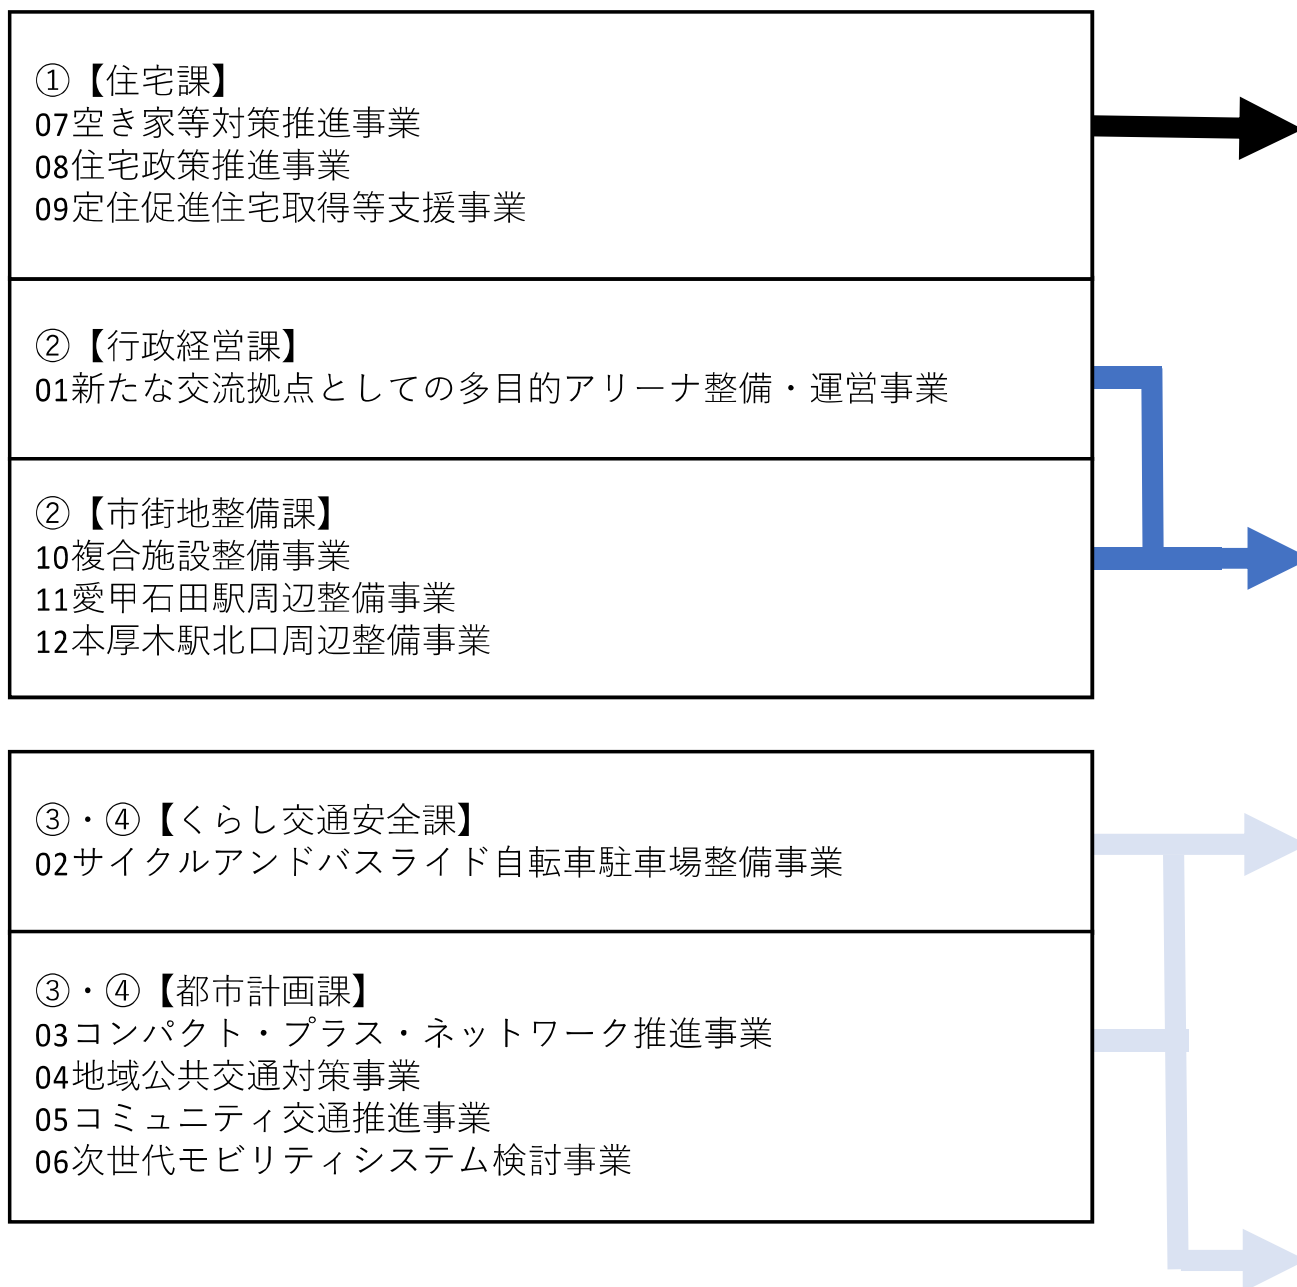 ①【住宅課】
07空き家等対策推進事業
08住宅政策推進事業
09定住促進住宅取得等支援事業
②【行政経営課】
01新たな交流拠点としての多目的アリーナ整備・運営事業
②【市街地整備課】
10複合施設整備事業
11愛甲石田駅周辺整備事業
12本厚木駅北口周辺整備事業
③・④【くらし交通安全課】
02サイクルアンドバスライド自転車駐車場整備事業
③・④【都市計画課】
03コンパクト・プラス・ネットワーク推進事業
04地域公共交通対策事業
05コミュニティ交通推進事業
06次世代モビリティシステム検討事業